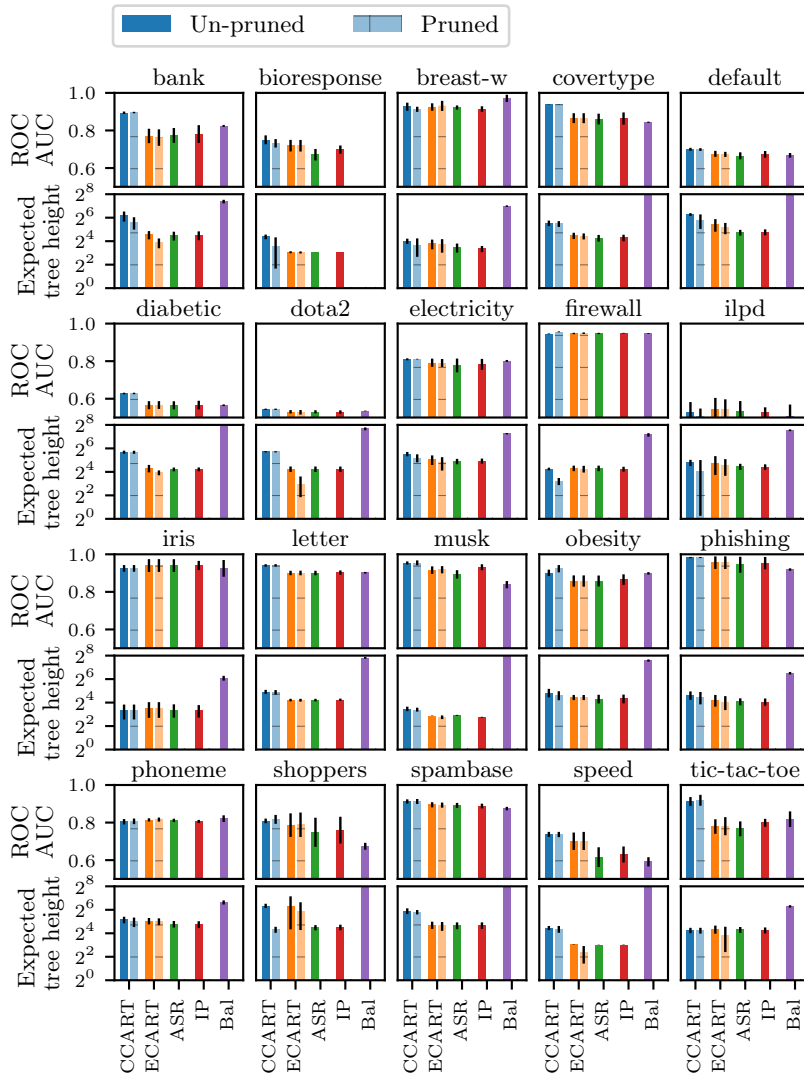 Un-pruned Pruned
bank bioresponse breast-w covertype default
ROC AUC
1.0
0.8
0.6
Expected tree height
2^8
2^6
2^4
2^2
2^0
diabetic dota2 electricity firewall ilpd
ROC AUC
1.0
0.8
0.6
Expected tree height
2^8
2^6
2^4
2^2
2^0
iris letter musk obesity phishing
ROC AUC
1.0
0.8
0.6
Expected tree height
2^8
2^6
2^4
2^2
2^0
phoneme shoppers spambase speed tic-tac-toe
ROC AUC
1.0
0.8
0.6
Expected tree height
2^8
2^6
2^4
2^2
2^0
CCART ECART ASR IP Bal CCART ECART ASR IP Bal CCART ECART ASR IP Bal CCART ECART ASR IP Bal CCART ECART ASR IP Bal